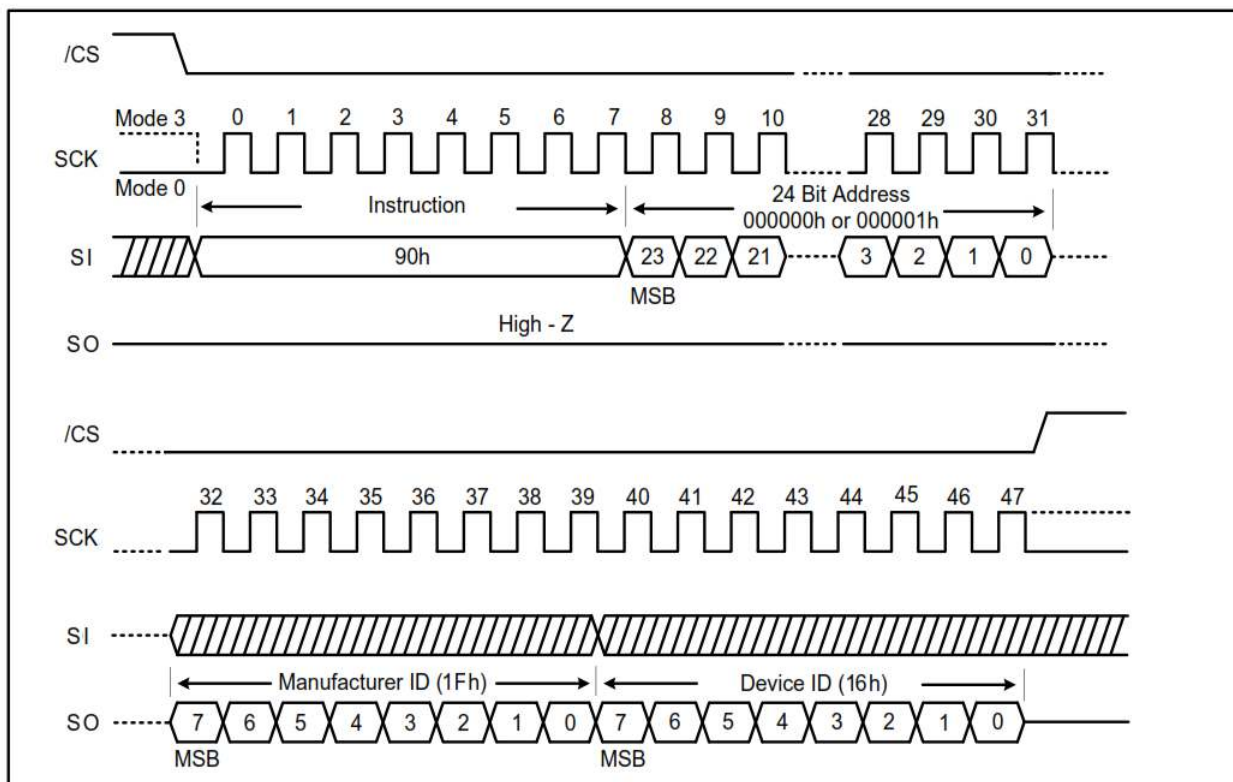 /CS
Mode 3 0 1 2 3 4 5 6 7 8 9 10 28 29 30 31
SCK
Mode 0
Instruction 24 Bit Address
000000h or 000001h
SI 90h 23 22 21 3 2 1 0
MSB
High - Z
SO
/CS
32 33 34 35 36 37 38 39 40 41 42 43 44 45 46 47
SCK
SI
Manufacturer ID (1Fh) Device ID (16h)
SO 7 6 5 4 3 2 1 0 7 6 5 4 3 2 1 0
MSB MSB